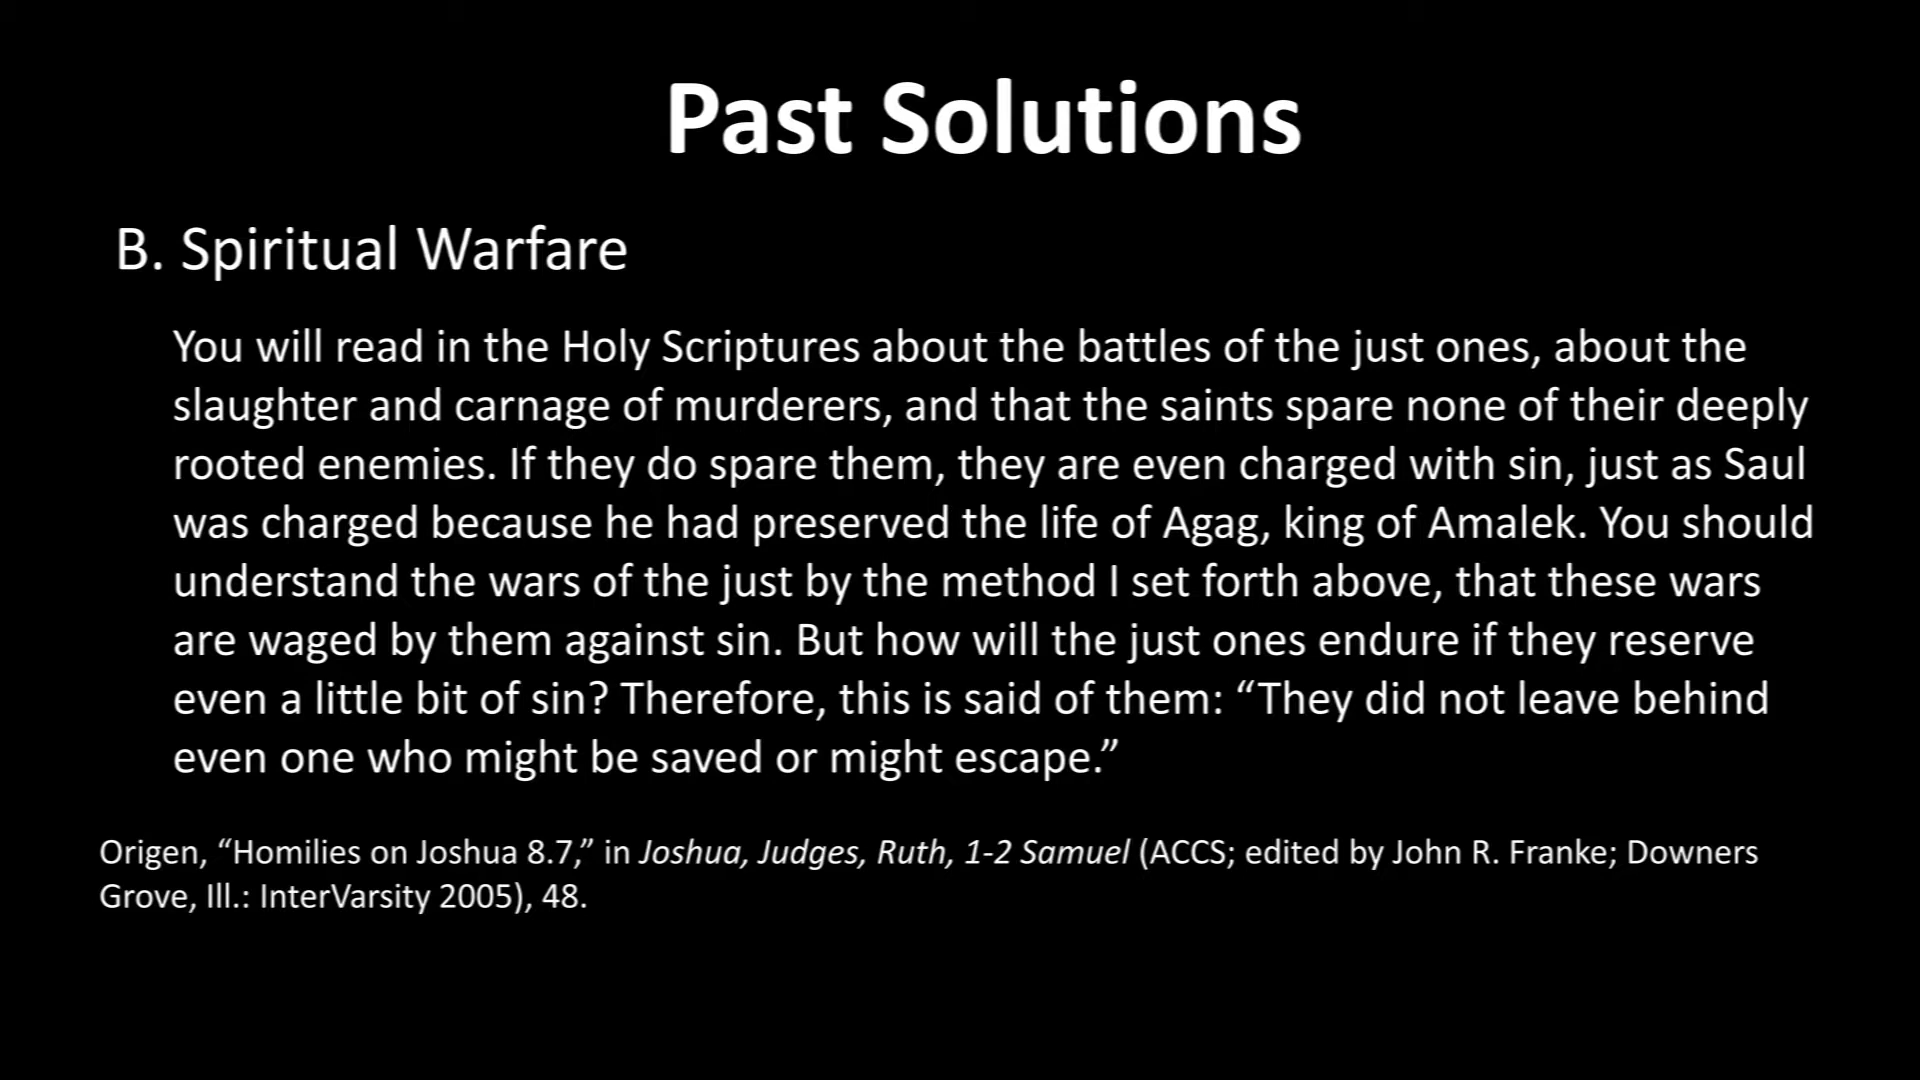 Past Solutions
B. Spiritual Warfare
You will read in the Holy Scriptures about the battles of the just ones, about the
slaughter and carnage of murderers, and that the saints spare none of their deeply
rooted enemies. If they do spare them, they are even charged with sin, just as Saul
was charged because he had preserved the life of Agag, king of Amalek. You should
understand the wars of the just by the method I set forth above, that these wars
are waged by them against sin. But how will the just ones endure if they reserve
even a little bit of sin? Therefore, this is said of them: “They did not leave behind
even one who might be saved or might escape.”
Origen, “Homilies on Joshua 8.7,” in Joshua, Judges, Ruth, 1-2 Samuel (ACCS; edited by John R. Franke; Downers
Grove, Ill.: InterVarsity 2005), 48.